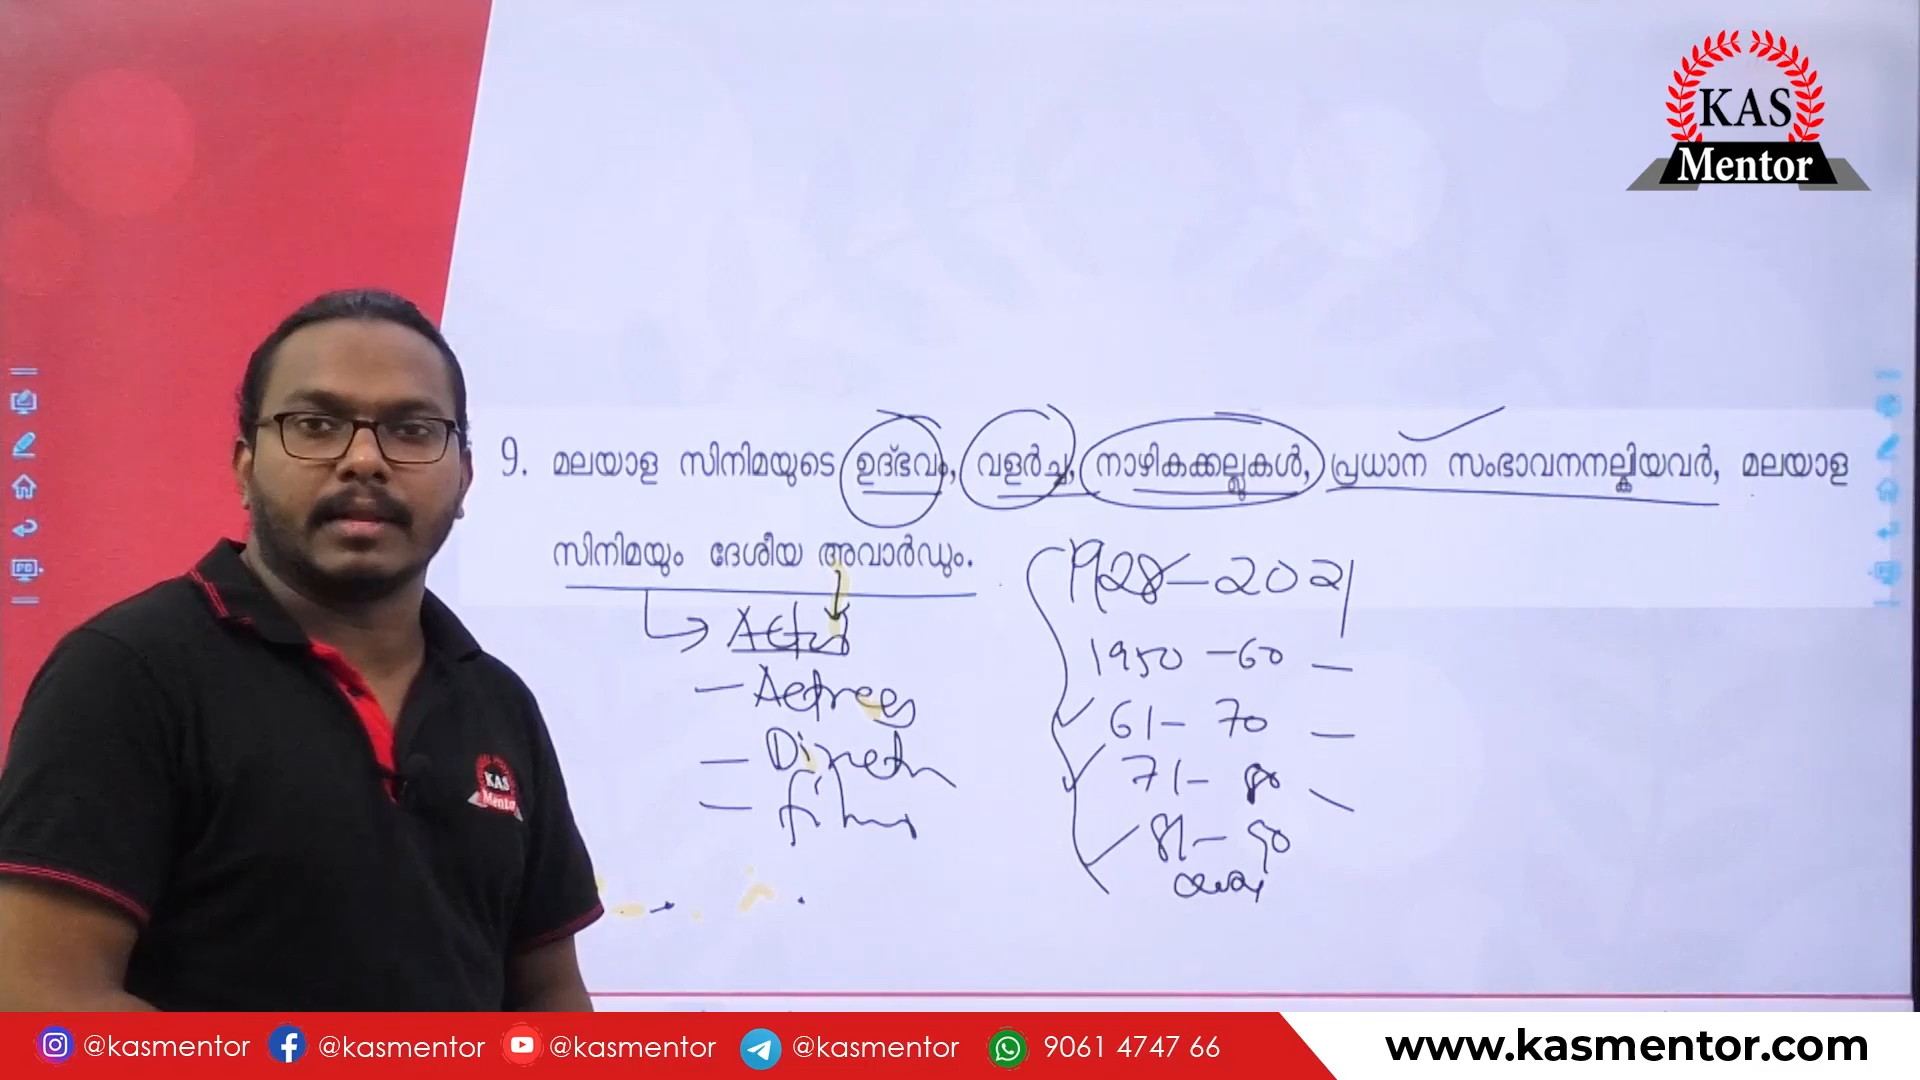 KAS
Mentor
9. മലയാള സിനിമയുടെ ഉദ്ഭവം, വളർച്ച, നാഴികക്കല്ലുകൾ, പ്രധാന സംഭാവനനല്കിയവർ, മലയാള
സിനിമയും ദേശീയ അവാർഡും.
1928-2021
Actor
1950-60
- Actress
61-70
- Director
71-80
- films
81-90
KAS
Mentor
@kasmentor @kasmentor @kasmentor @kasmentor 9061 4747 66 www.kasmentor.com